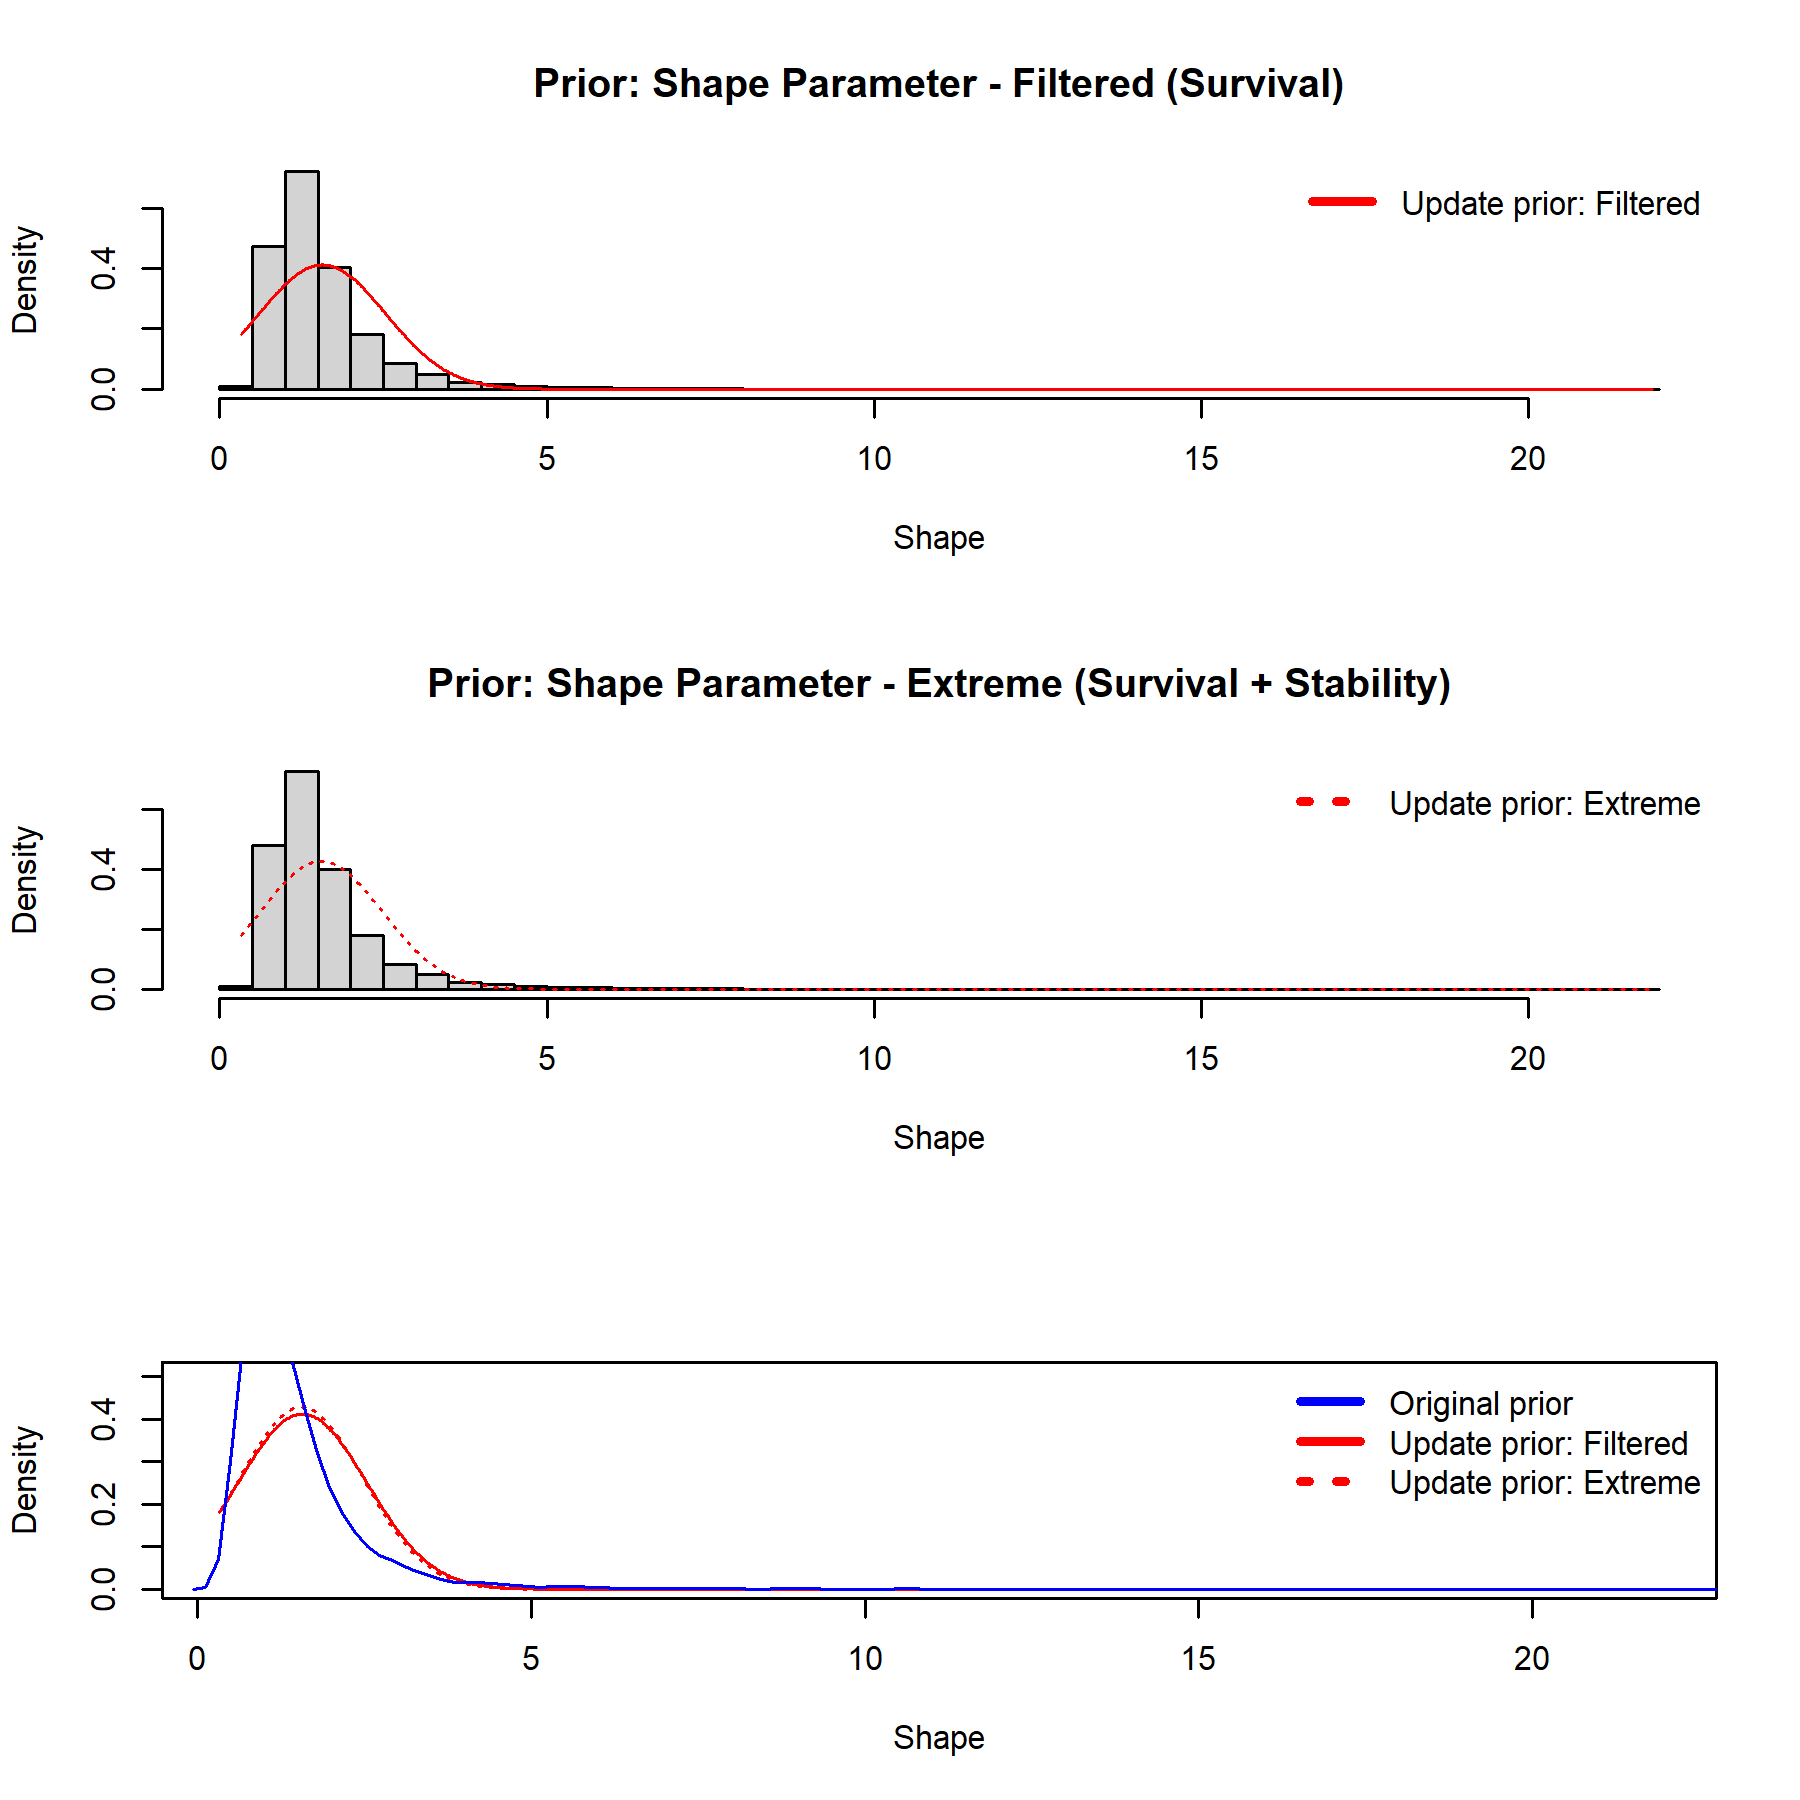 Prior: Shape Parameter - Filtered (Survival)
Update prior: Filtered
Density
0.4
0.0
0 5 10 15 20
Shape
Prior: Shape Parameter - Extreme (Survival + Stability)
Update prior: Extreme
Density
0.4
0.0
0 5 10 15 20
Shape
Original prior
Update prior: Filtered
Update prior: Extreme
Density
0.4
0.2
0.0
0 5 10 15 20
Shape